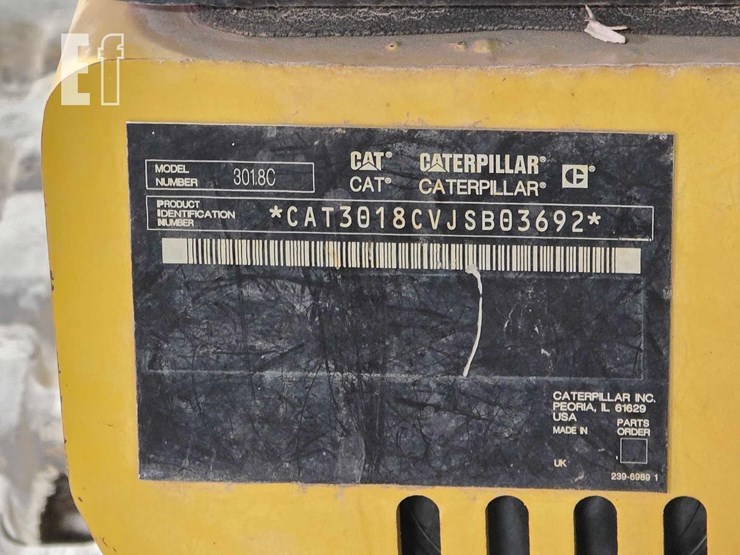 Ef
MODEL NUMBER 301.8C
CAT® CATERPILLAR®
CAT® CATERPILLAR®
PRODUCT IDENTIFICATION NUMBER *CAT3018CVJSB03692*
CATERPILLAR INC.
PEORIA, IL 61629
USA
MADE IN
UK
PARTS ORDER
239-6989 1